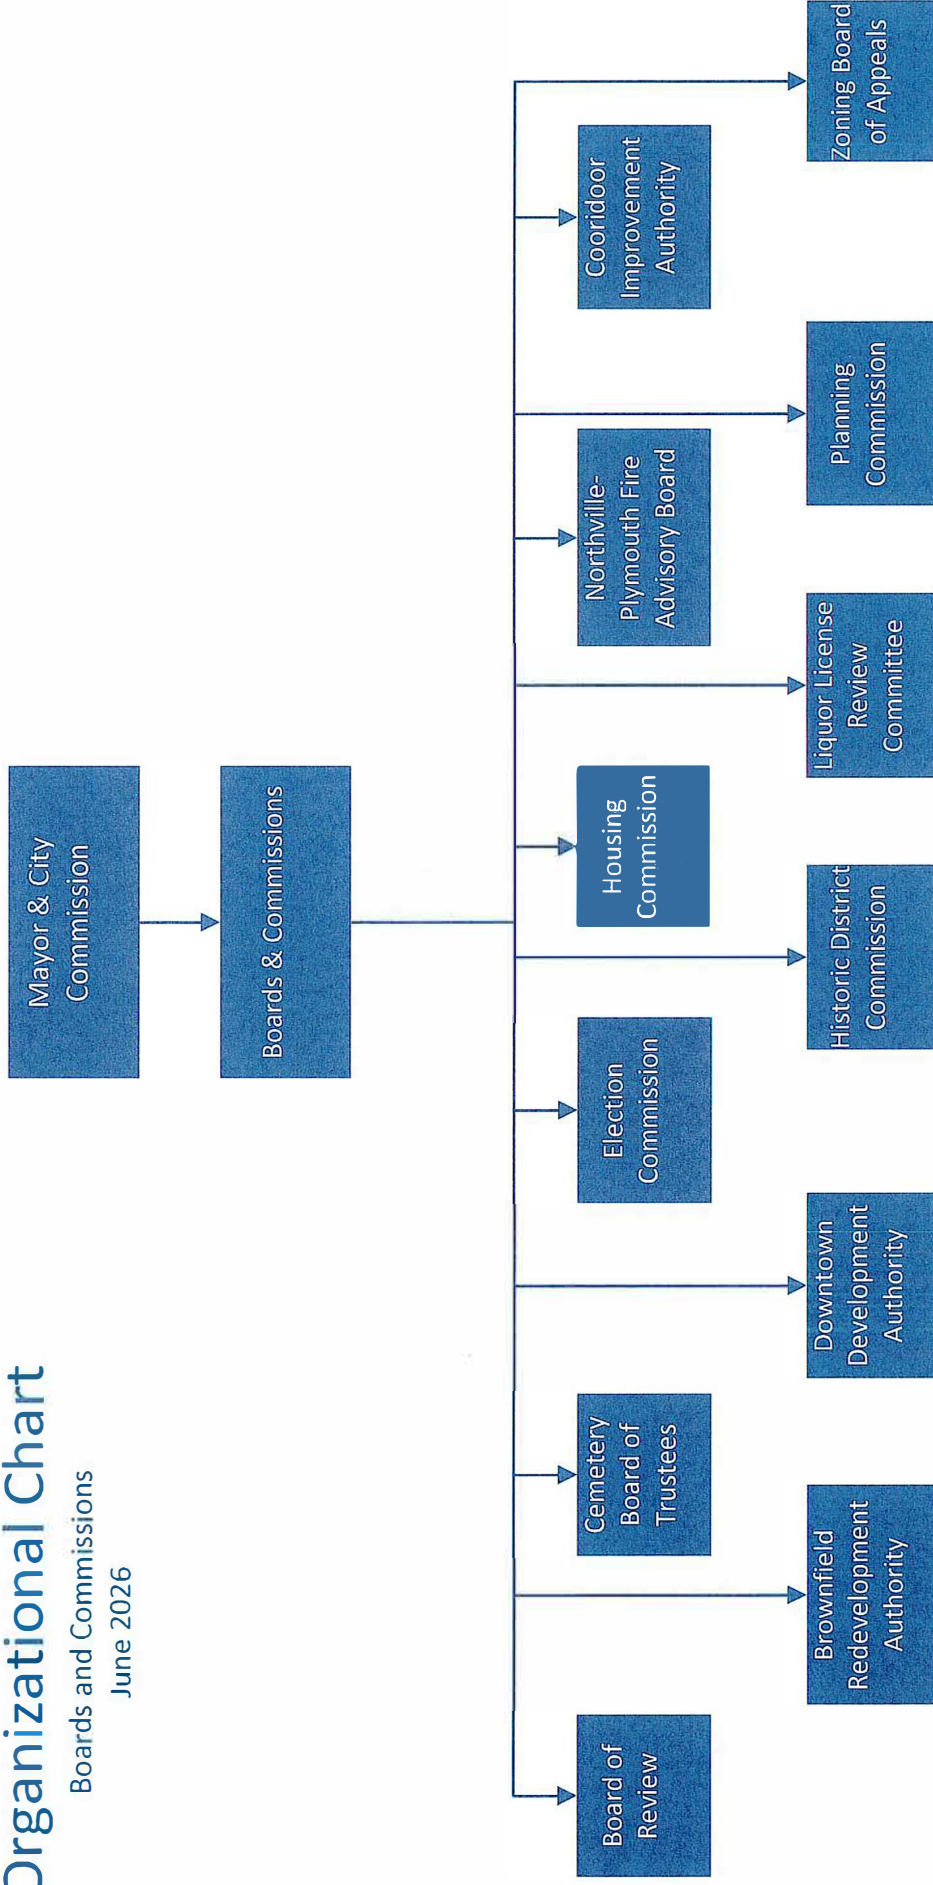 Organizational Chart
Boards and Commissions
June 2026
Mayor & City
Commission
Boards & Commissions
Board of
Review
Cemetery
Board of
Trustees
Election
Commission
Housing
Commission
Northville-
Plymouth Fire
Advisory Board
Cooridoor
Improvement
Authority
Brownfield
Redevelopment
Authority
Downtown
Development
Authority
Historic District
Commission
Liquor License
Review
Committee
Planning
Commission
Zoning Board
of Appeals